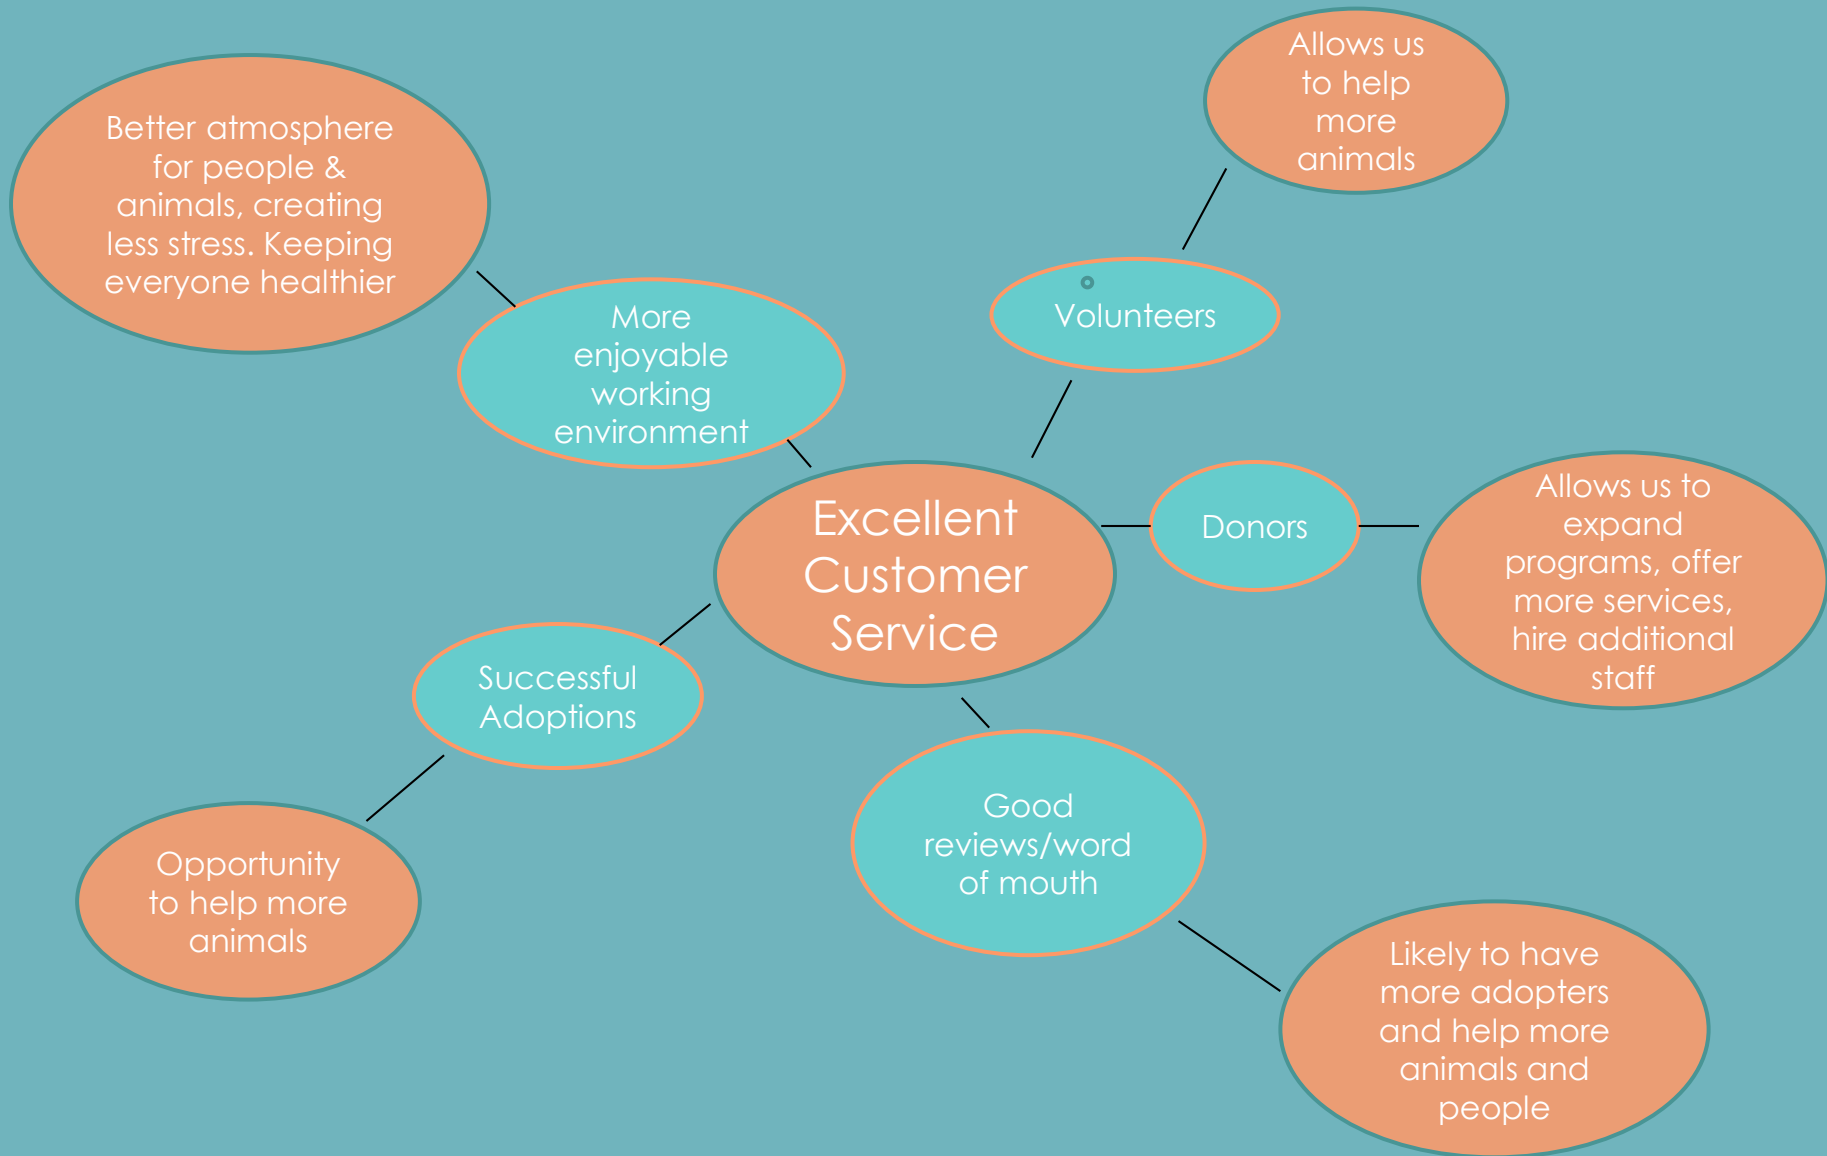 Allows us
to help
more
animals
Better atmosphere
for people &
animals, creating
less stress. Keeping
everyone healthier
More
enjoyable
working
environment
Volunteers
Excellent
Customer
Service
Donors
Allows us to
expand
programs, offer
more services,
hire additional
staff
Successful
Adoptions
Good
reviews/word
of mouth
Opportunity
to help more
animals
Likely to have
more adopters
and help more
animals and
people